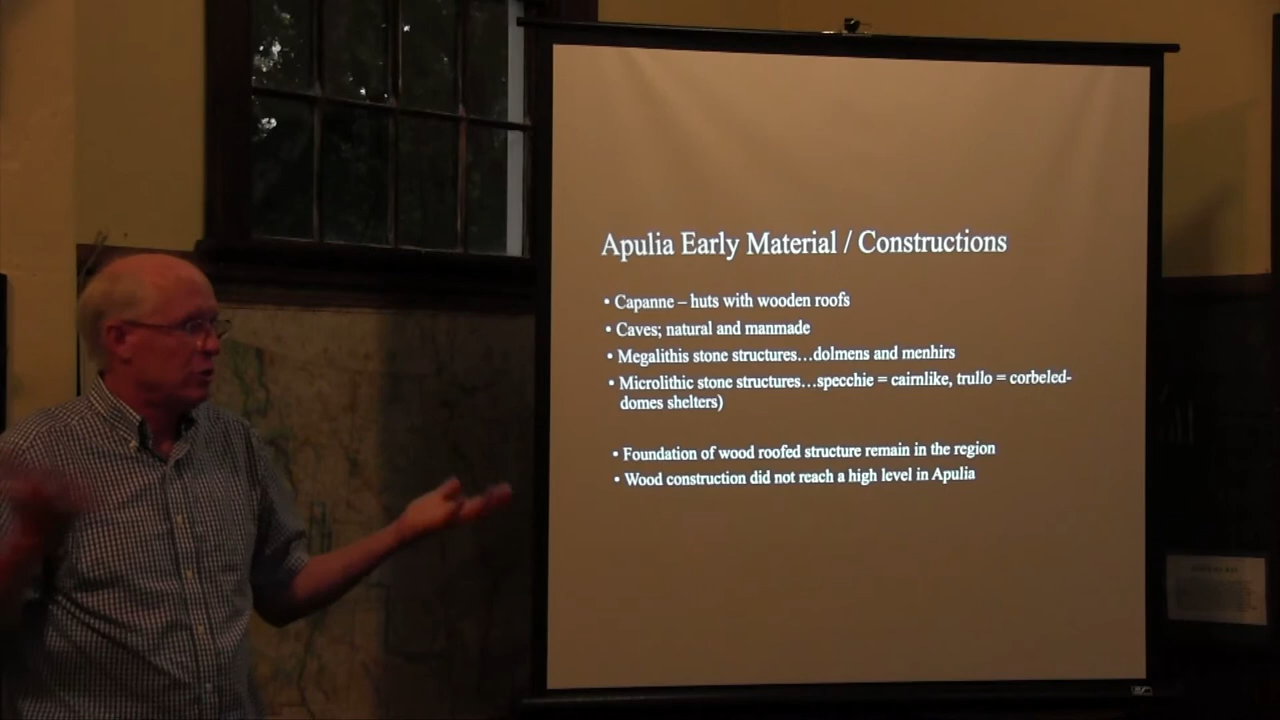 Apulia Early Material / Constructions
• Capanne – huts with wooden roofs
• Caves; natural and manmade
• Megalithis stone structures…dolmens and menhirs
• Microlithic stone structures…specchie = cairnlike, trullo = corbeled-
domes shelters)
• Foundation of wood roofed structure remain in the region
• Wood construction did not reach a high level in Apulia